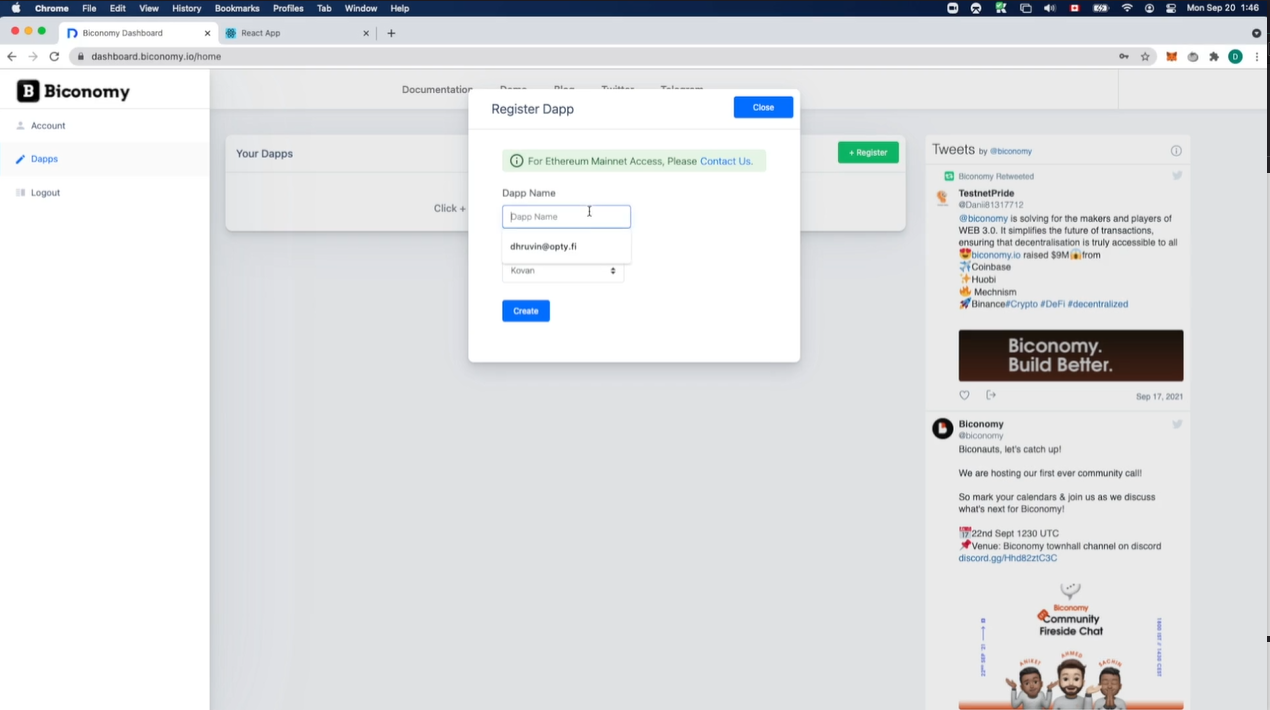 Chrome File Edit View History Bookmarks Profiles Tab Window Help
Mon Sep 20 1:46
Biconomy Dashboard
React App
dashboard.biconomy.io/home
D
B Biconomy
Account
Dapps
Logout
Documentation
Your Dapps
+ Register
Click +
Register Dapp
Close
For Ethereum Mainnet Access, Please Contact Us.
Dapp Name
Dapp Name
dhruvin@opty.fi
Kovan
Create
Tweets by @biconomy
Biconomy Retweeted
TestnetPride
@Danii81317712
@biconomy is solving for the makers and players of
WEB 3.0. It simplifies the future of transactions,
ensuring that decentralisation is truly accessible to all
😍biconomy.io raised $9M😱from
✈️Coinbase
✨Huobi
🔥 Mechnism
🚀Binance#Crypto #DeFi #decentralized
Biconomy.
Build Better.
Sep 17, 2021
Biconomy
@biconomy
Biconauts, let's catch up!
We are hosting our first ever community call!
So mark your calendars & join us as we discuss
what's next for Biconomy!
📅22nd Sept 1230 UTC
📌Venue: Biconomy townhall channel on discord
discord.gg/Hhd82ztC3C
Biconomy
Community
Fireside Chat
ANIKET
AHMED
SACHIN